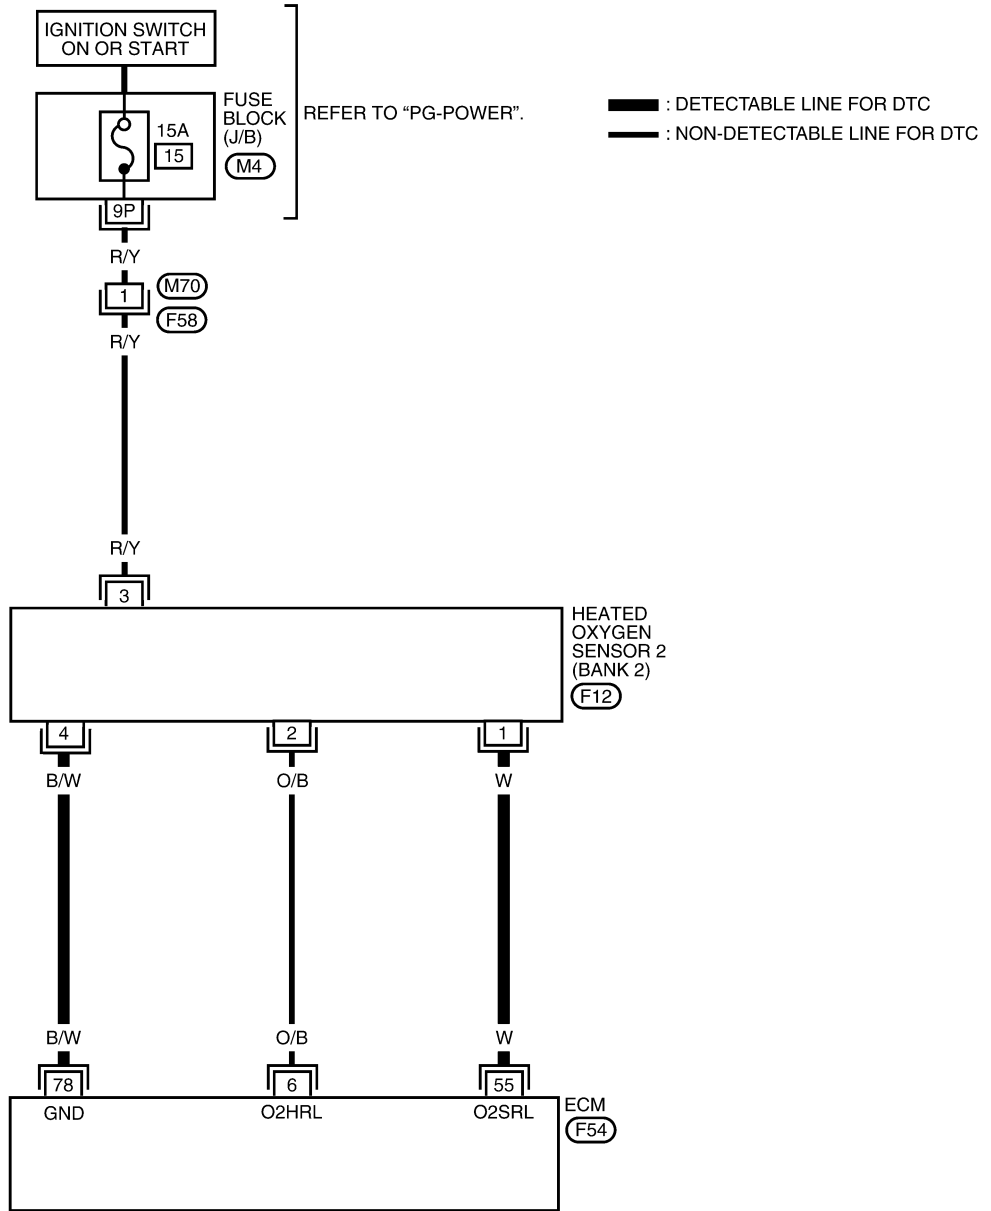 IGNITION SWITCH
ON OR START
FUSE
BLOCK
(J/B)
M4
15A
15
9P
REFER TO “PG-POWER”.
: DETECTABLE LINE FOR DTC
: NON-DETECTABLE LINE FOR DTC
R/Y
1
M70
F58
R/Y
R/Y
3
HEATED
OXYGEN
SENSOR 2
(BANK 2)
F12
4 2 1
B/W O/B W
B/W O/B W
78 6 55
GND O2HRL O2SRL
ECM
F54